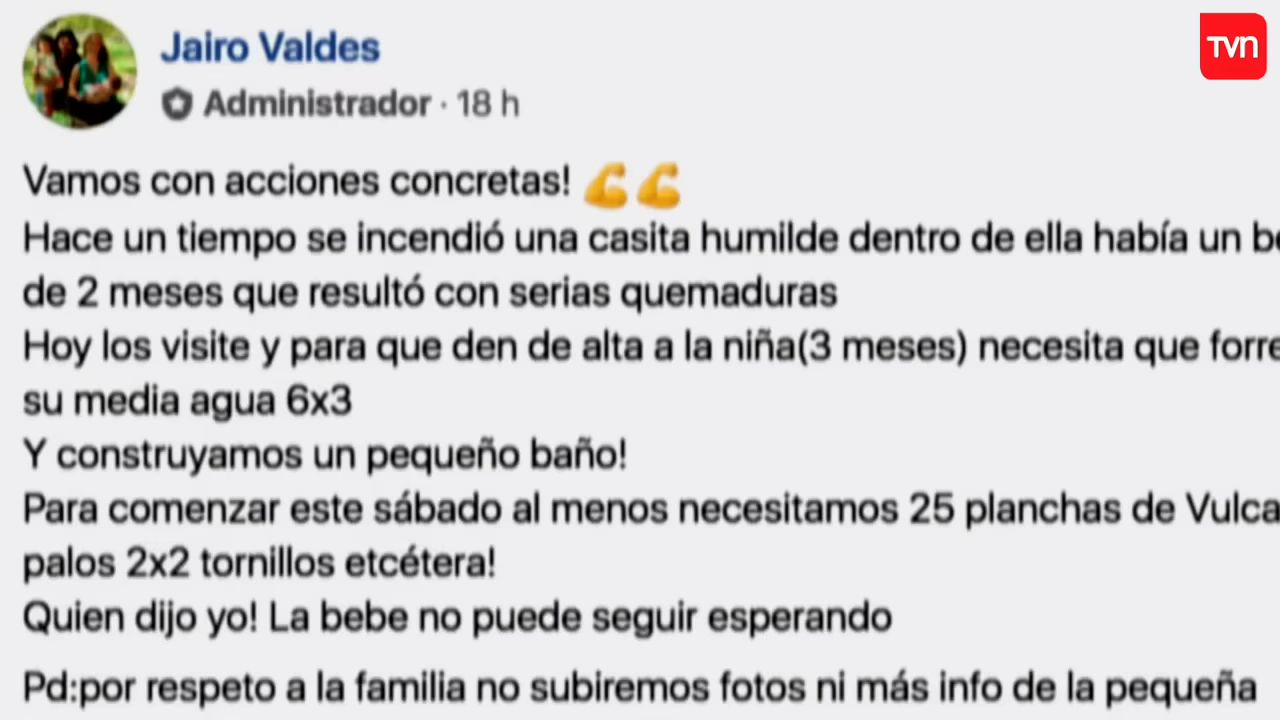 Jairo Valdes
TVN
Administrador · 18 h
Vamos con acciones concretas! 💪💪
Hace un tiempo se incendió una casita humilde dentro de ella había un
de 2 meses que resultó con serias quemaduras
Hoy los visite y para que den de alta a la niña(3 meses) necesita que
su media agua 6x3
Y construyamos un pequeño baño!
Para comenzar este sábado al menos necesitamos 25 planchas de
palos 2x2 tornillos etcétera!
Quien dijo yo! La bebe no puede seguir esperando
Pd:por respeto a la familia no subiremos fotos ni más info de la pequeña